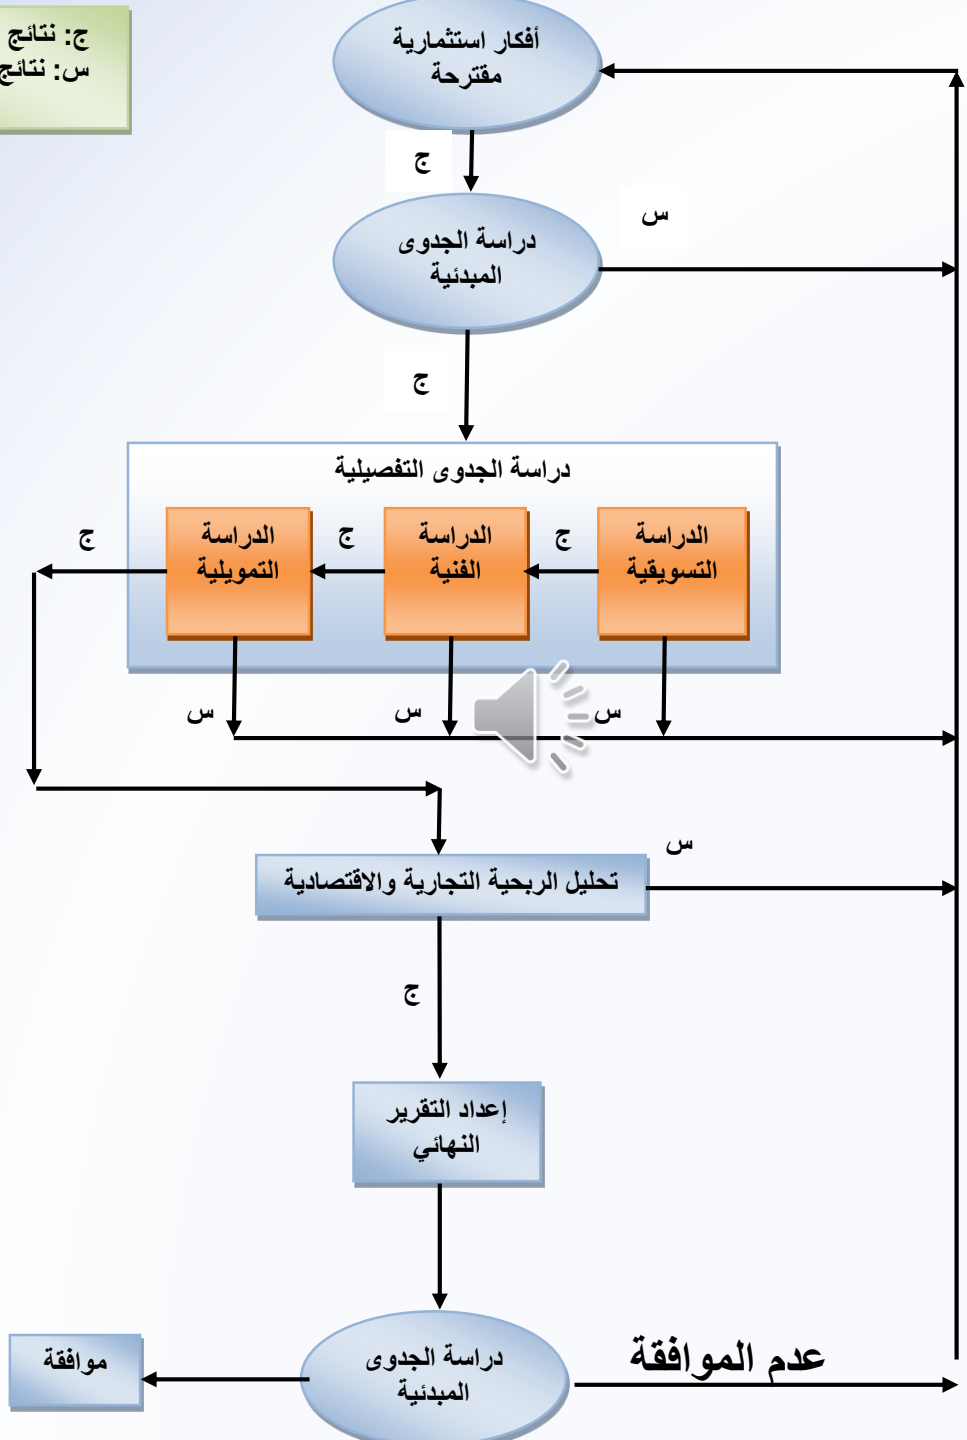 ج: نتائج
س: نتائج
أفكار استثمارية
مقترحة
ج
دراسة الجدوى
المبدئية
س
ج
دراسة الجدوى التفصيلية
الدراسة
التسويقية
ج
الدراسة
الفنية
ج
الدراسة
التمويلية
ج
س
س
س
تحليل الربحية التجارية والاقتصادية
س
ج
إعداد التقرير
النهائي
دراسة الجدوى
المبدئية
عدم الموافقة
موافقة